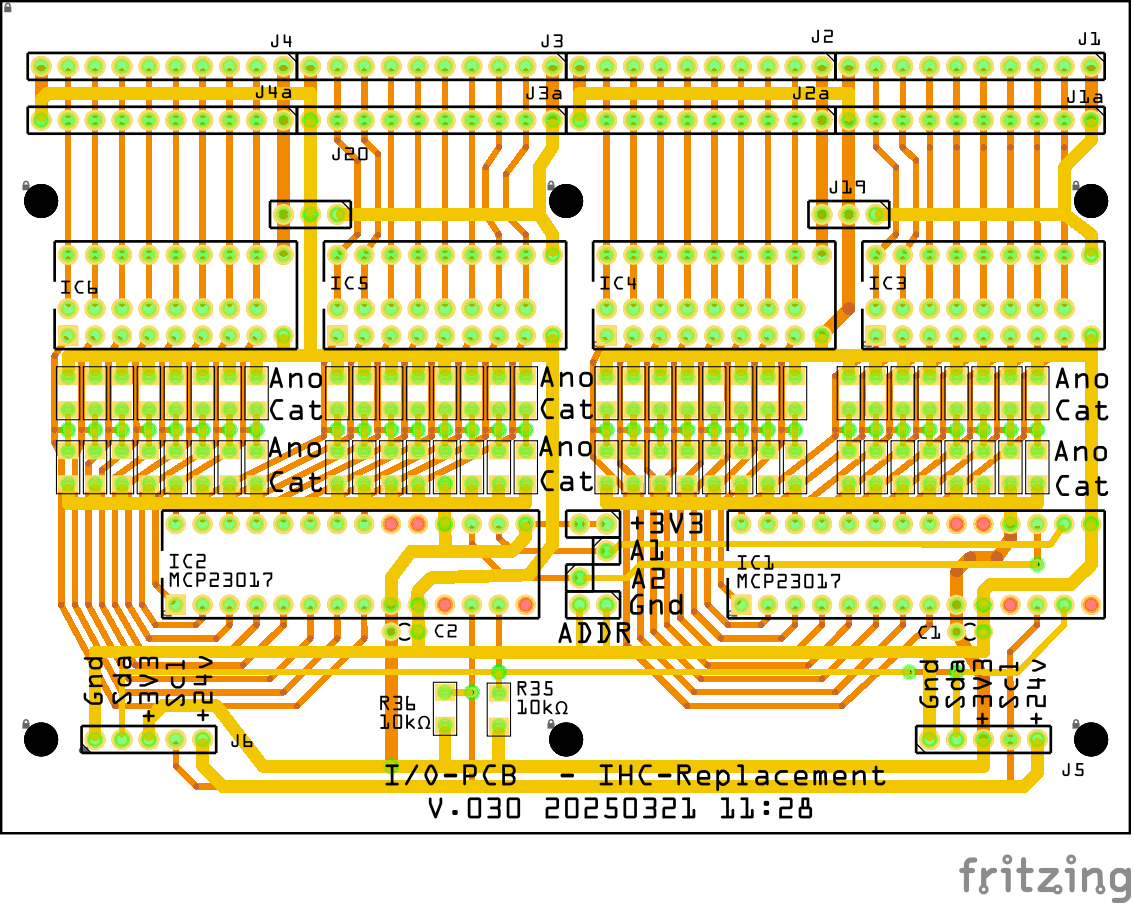 J4
J3
J2
J1
J4a
J3a
J2a
J1a
J20
J19
IC6
IC5
IC4
IC3
Ano
Ano
Ano
Cat
Cat
Cat
Ano
Ano
Ano
Cat
Cat
Cat
+3V3
A1
A2
Gnd
ADDR
IC2
MCP23017
IC1
MCP23017
C2
C1
Gnd
Sda
+3V3
Scl
+24v
Gnd
Sda
+3V3
Scl
+24v
R36
10kΩ
R35
10kΩ
J6
J5
I/O-PCB - IHC-Replacement
V.030 20250321 11:28
fritzing